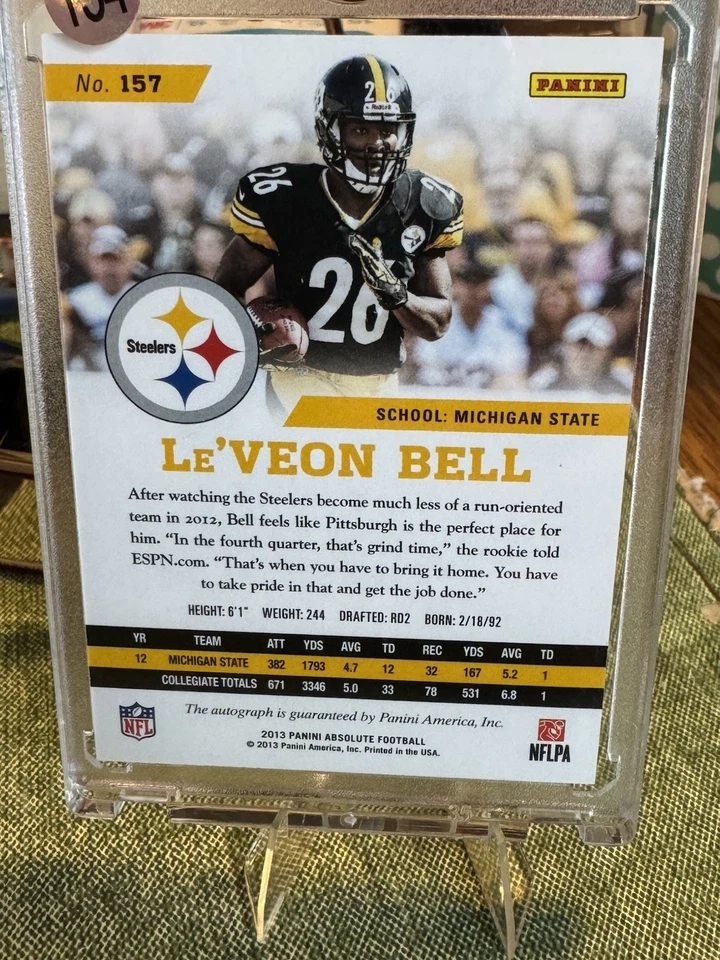 No. 157
PANINI
26
26
26
26
Steelers
SCHOOL: MICHIGAN STATE
LE'VEON BELL
After watching the Steelers become much less of a run-oriented
team in 2012, Bell feels like Pittsburgh is the perfect place for
him. “In the fourth quarter, that’s grind time,” the rookie told
ESPN.com. “That’s when you have to bring it home. You have
to take pride in that and get the job done.”
HEIGHT: 6'1" WEIGHT: 244 DRAFTED: RD2 BORN: 2/18/92
YR TEAM ATT YDS AVG TD REC YDS AVG TD
12 MICHIGAN STATE 382 1793 4.7 12 32 167 5.2 1
COLLEGIATE TOTALS 671 3346 5.0 33 78 531 6.8 1
The autograph is guaranteed by Panini America, Inc.
NFL
2013 PANINI ABSOLUTE FOOTBALL
© 2013 Panini America, Inc. Printed in the USA.
NFLPA